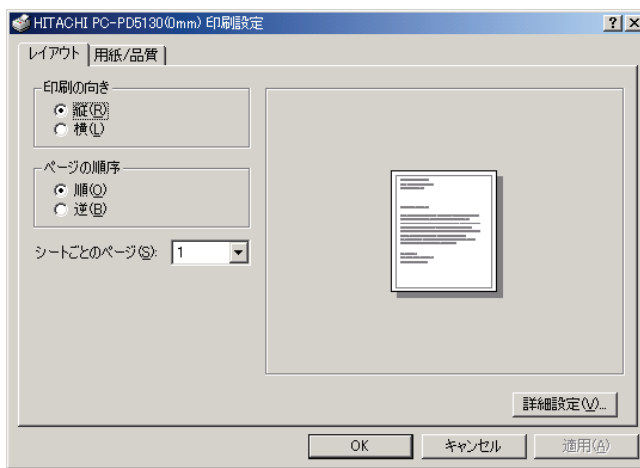 HITACHI PC-PD5130(0mm) 印刷設定
レイアウト 用紙/品質
印刷の向き
縦(R)
横(L)
ページの順序
順(O)
逆(B)
シートごとのページ(S): 1
詳細設定(V)...
OK キャンセル 適用(A)